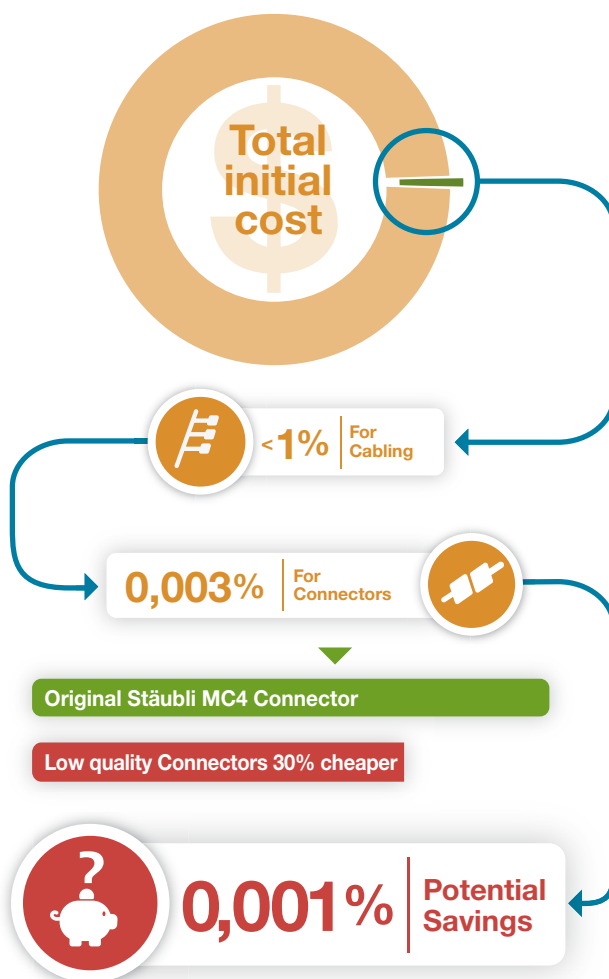 $
Total
initial
cost
<1%
For
Cabling
0,003%
For
Connectors
Original Stäubli MC4 Connector
Low quality Connectors 30% cheaper
?
0,001%
Potential
Savings